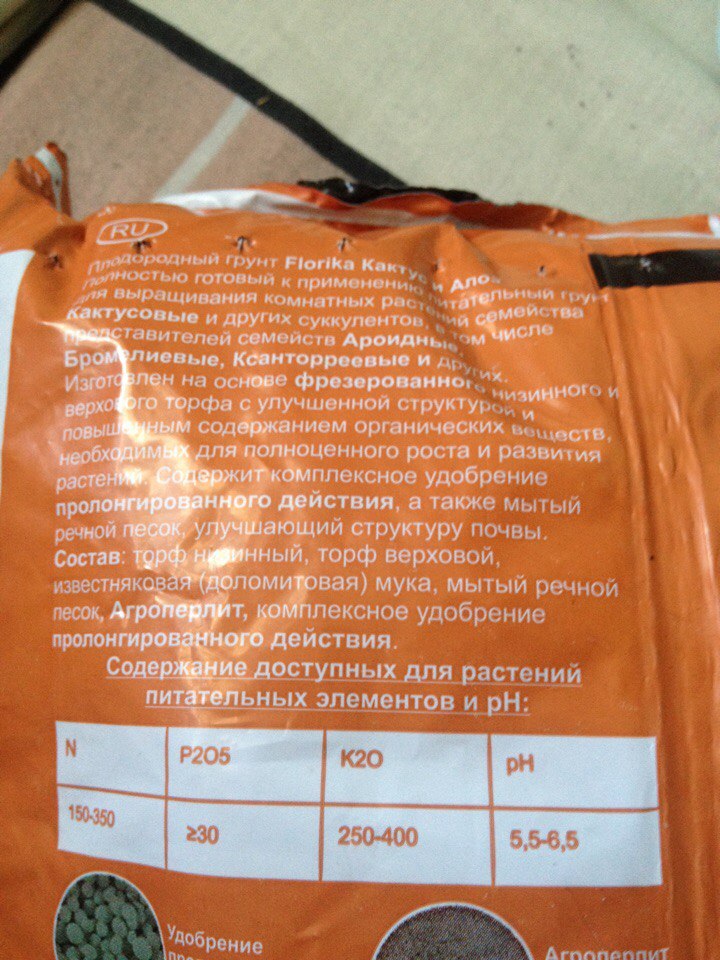 RU
Плодородный грунт Florika Кактус и Алоэ
Полностью готовый к применению питательный грунт
для выращивания комнатных растений семейства
Кактусовые и других суккулентов, в том числе
представителей семейств Ароидные,
Бромелиевые, Ксанторреевые и других.
Изготовлен на основе фрезерованного низинного и
верхового торфа с улучшенной структурой и
повышенным содержанием органических веществ,
необходимых для полноценного роста и развития
растений. Содержит комплексное удобрение
пролонгированного действия, а также мытый
речной песок, улучшающий структуру почвы.
Состав: торф низинный, торф верховой,
известняковая (доломитовая) мука, мытый речной
песок, Агроперлит, комплексное удобрение
пролонгированного действия.
Содержание доступных для растений
питательных элементов и pH:
N P2O5 K2O pH
150-350 ≥30 250-400 5,5-6,5
Удобрение
Агроперлит